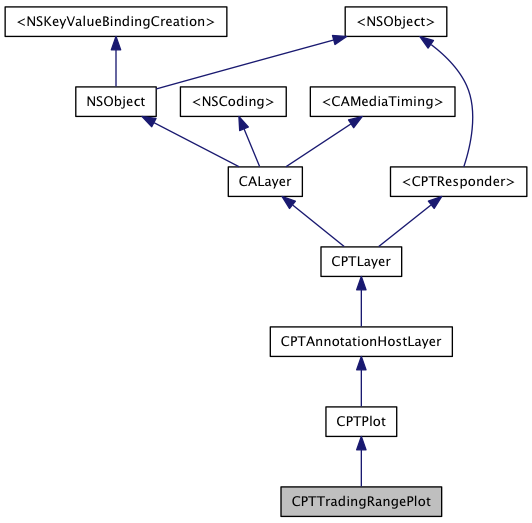 <NSKeyValueBindingCreation>
<NSObject>
NSObject
<NSCoding>
<CAMediaTiming>
CALayer
<CPTResponder>
CPTLayer
CPTAnnotationHostLayer
CPTPlot
CPTTradingRangePlot